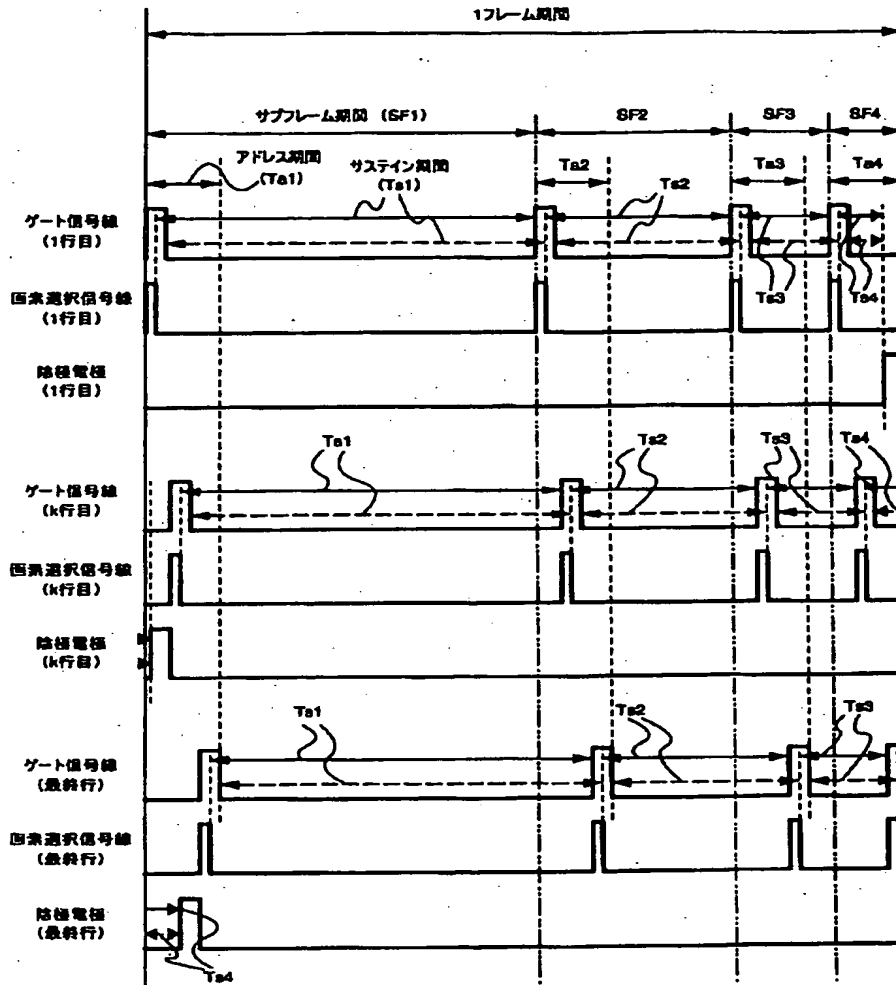 1フレーム期間
サブフレーム期間 (SF1)
SF2
SF3
SF4
アドレス期間
(Ta1)
サステイン期間
(Ts1)
Ta2
Ts2
Ta3
Ta4
ゲート信号線
(1行目)
Ts3
Ts4
画素選択信号線
(1行目)
陰極電極
(1行目)
Ts1
Ts2
Ts3
Ts4
ゲート信号線
(k行目)
画素選択信号線
(k行目)
陰極電極
(k行目)
Ts1
Ts2
Ts3
ゲート信号線
(最終行)
画素選択信号線
(最終行)
陰極電極
(最終行)
Ts4